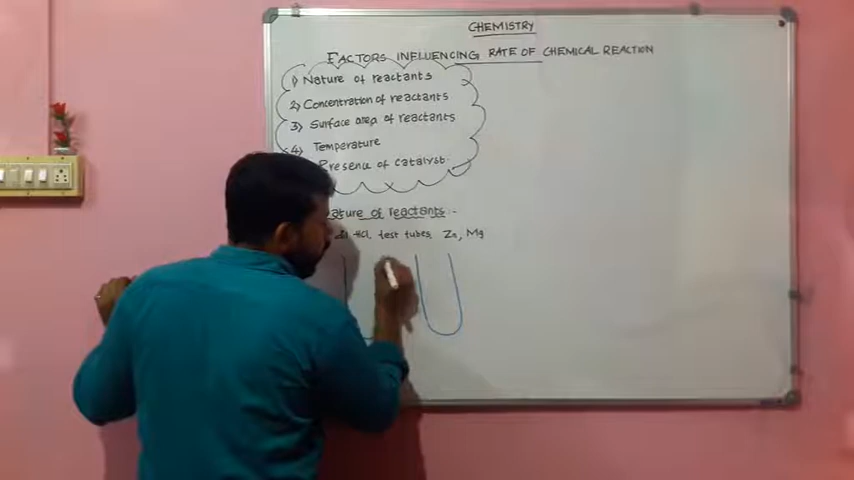 CHEMISTRY
FACTORS INFLUENCING RATE OF CHEMICAL REACTION
1) Nature of reactants
2) Concentration of reactants
3) Surface area of reactants
4) Temperature
Presence of catalyst
ature of reactants :-
dil HCl, test tubes, Zn, Mg